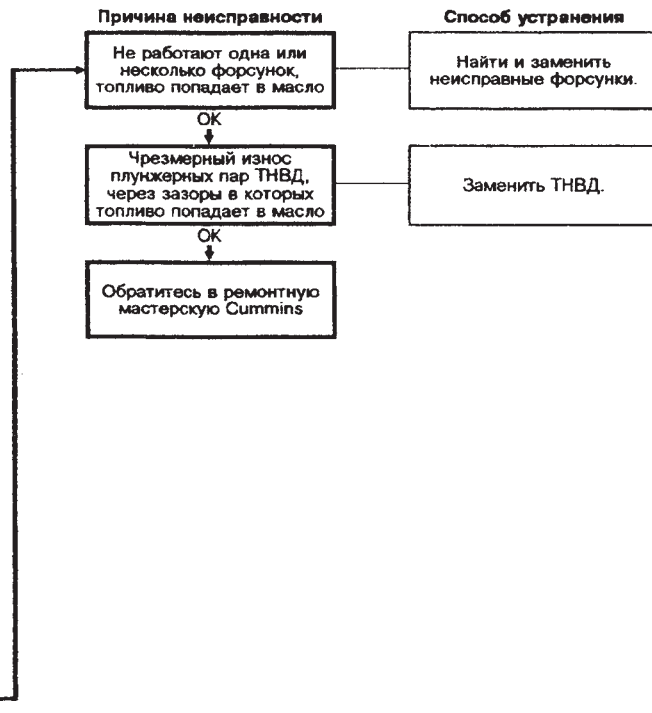 Причина неисправности
Способ устранения
Не работают одна или
несколько форсунок,
топливо попадает в масло
Найти и заменить
неисправные форсунки.
OK
Чрезмерный износ
плунжерных пар ТНВД,
через зазоры в которых
топливо попадает в масло
Заменить ТНВД.
OK
Обратитесь в ремонтную
мастерскую Cummins